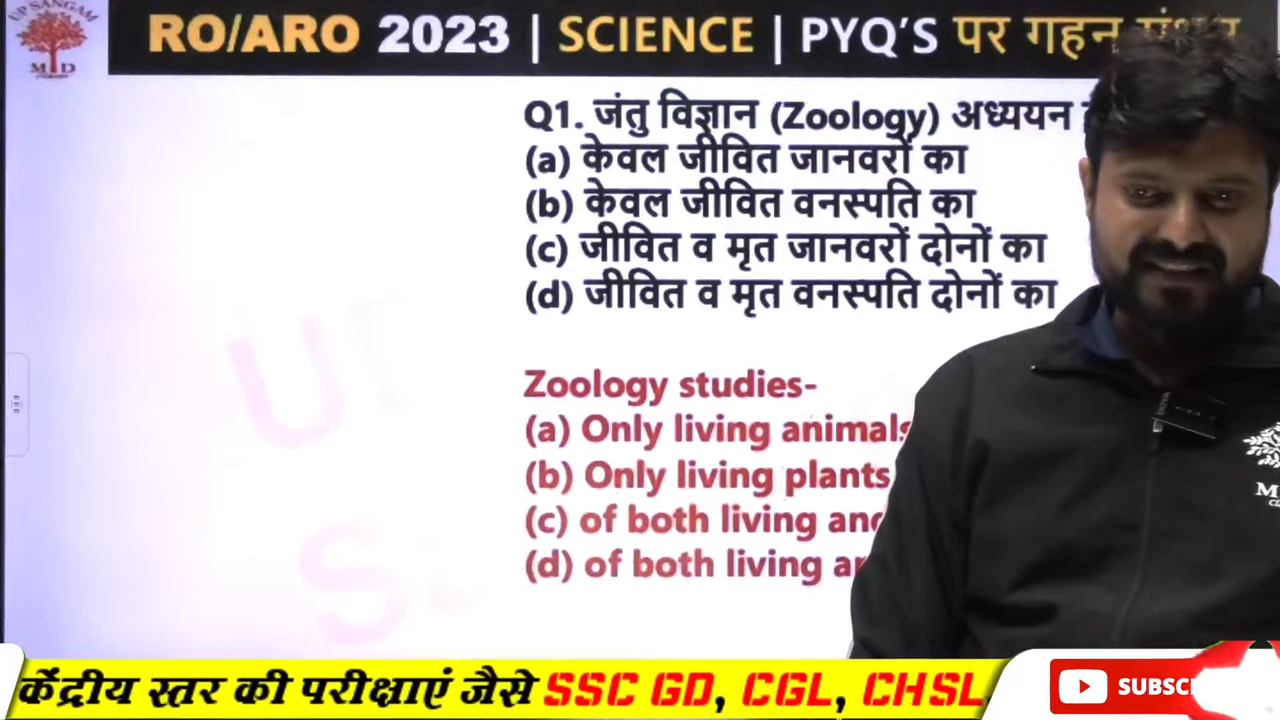 UP SANGAM
M D
RO/ARO 2023 | SCIENCE | PYQ'S पर गहन
Q1. जंतु विज्ञान (Zoology) अध्ययन
(a) केवल जीवित जानवरों का
(b) केवल जीवित वनस्पति का
(c) जीवित व मृत जानवरों दोनों का
(d) जीवित व मृत वनस्पति दोनों का
Zoology studies-
(a) Only living animals
(b) Only living plants
(c) of both living and
(d) of both living
केंद्रीय स्तर की परीक्षाएं जैसे SSC GD, CGL, CHSL